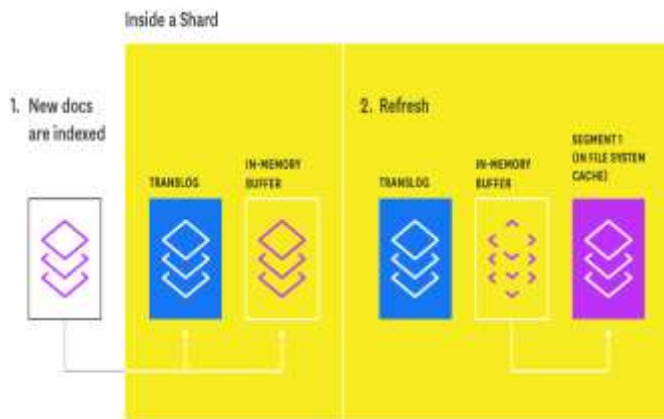 Inside a Shard
1. New docs
are indexed
TRANSLOG
IN-MEMORY
BUFFER
2. Refresh
TRANSLOG
IN-MEMORY
BUFFER
SEGMENT 1
(IN FILE SYSTEM
CACHE)